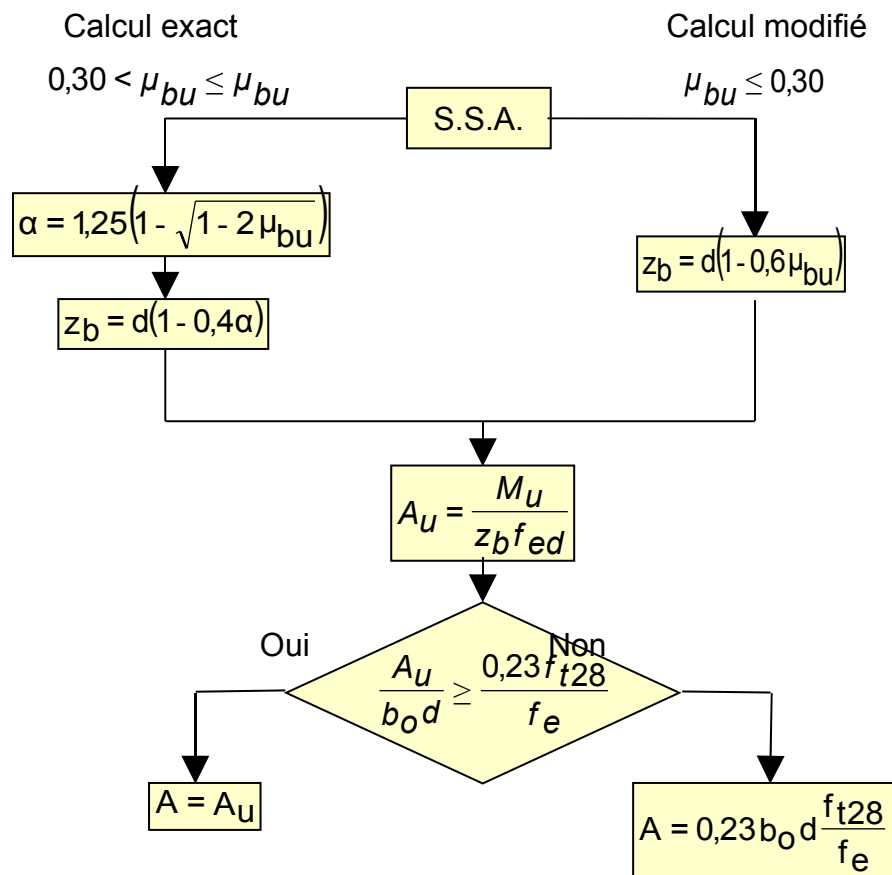 Calcul exact
Calcul modifié
0,30 < μbu ≤ μbu
μbu ≤ 0,30
S.S.A.
α = 1,25(1 - √(1 - 2μbu))
zb = d(1 - 0,6μbu)
zb = d(1 - 0,4α)
Au = Mu / (zb fed)
Oui
Non
Au / (bo d) ≥ 0,23 ft28 / fe
A = Au
A = 0,23 bo d ft28 / fe